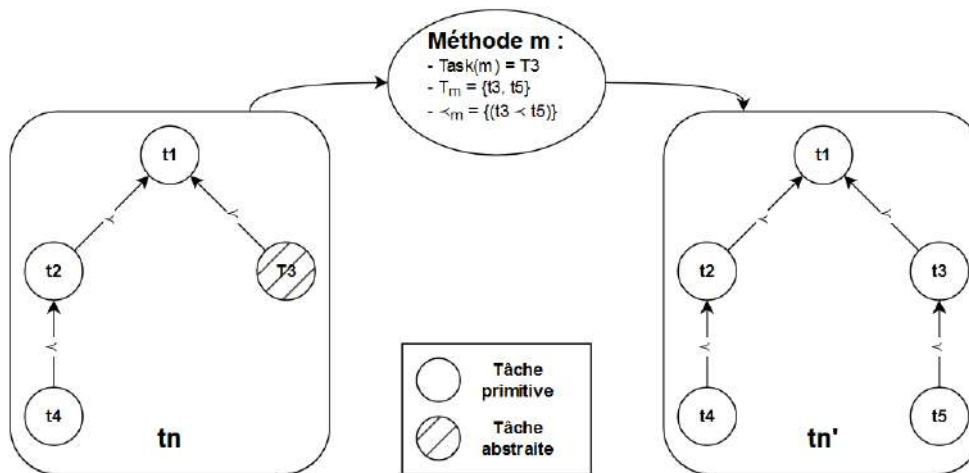 Méthode m :
- Task(m) = T3
- Tm = {t3, t5}
- ≺m = {(t3 ≺ t5)}
t1
≺
≺
t2
T3
≺
t4
tn
Tâche
primitive
Tâche
abstraite
t1
≺
≺
t2
t3
≺
≺
t4
t5
tn'